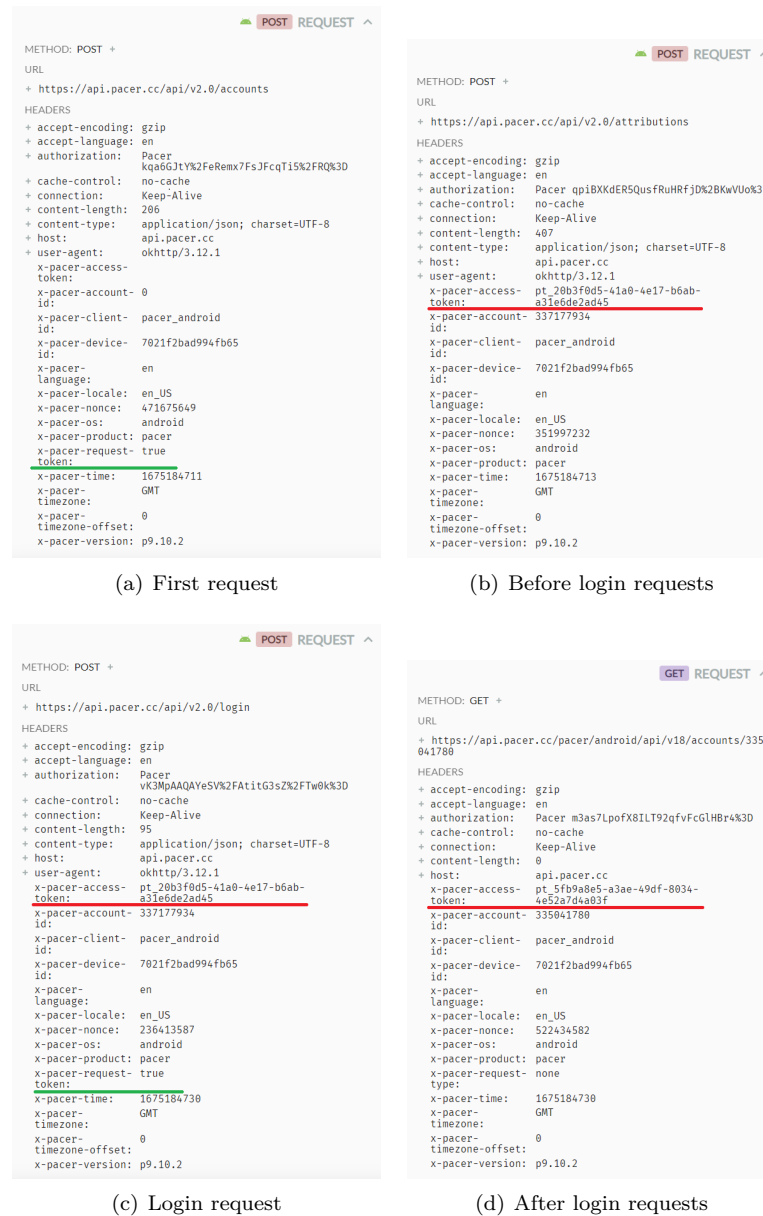 POST REQUEST
METHOD: POST +
URL
+ https://api.pacer.cc/api/v2.0/accounts
HEADERS
+ accept-encoding: gzip
+ accept-language: en
+ authorization: Pacer
kqa6GJtY%2FeRemx7FsJFcqTi5%2FRQ%3D
+ cache-control: no-cache
+ connection: Keep-Alive
+ content-length: 206
+ content-type: application/json; charset=UTF-8
+ host: api.pacer.cc
+ user-agent: okhttp/3.12.1
x-pacer-access-
token:
x-pacer-account- 0
id:
x-pacer-client- pacer_android
id:
x-pacer-device- 7021f2bad994fb65
id:
x-pacer- en
language:
x-pacer-locale: en_US
x-pacer-nonce: 471675649
x-pacer-os: android
x-pacer-product: pacer
x-pacer-request- true
token:
x-pacer-time: 1675184711
x-pacer- GMT
timezone:
x-pacer- 0
timezone-offset:
x-pacer-version: p9.10.2
(a) First request
POST REQUEST
METHOD: POST +
URL
+ https://api.pacer.cc/api/v2.0/attributions
HEADERS
+ accept-encoding: gzip
+ accept-language: en
+ authorization: Pacer qpiBXKdER5QusfRuHRfjD%2BKwVUo%3
+ cache-control: no-cache
+ connection: Keep-Alive
+ content-length: 407
+ content-type: application/json; charset=UTF-8
+ host: api.pacer.cc
+ user-agent: okhttp/3.12.1
x-pacer-access- pt_20b3f0d5-41a0-4e17-b6ab-
token: a31e6de2ad45
x-pacer-account- 337177934
id:
x-pacer-client- pacer_android
id:
x-pacer-device- 7021f2bad994fb65
id:
x-pacer- en
language:
x-pacer-locale: en_US
x-pacer-nonce: 351997232
x-pacer-os: android
x-pacer-product: pacer
x-pacer-time: 1675184713
x-pacer- GMT
timezone:
x-pacer- 0
timezone-offset:
x-pacer-version: p9.10.2
(b) Before login requests
POST REQUEST
METHOD: POST +
URL
+ https://api.pacer.cc/api/v2.0/login
HEADERS
+ accept-encoding: gzip
+ accept-language: en
+ authorization: Pacer
vK3MpAAQAYeSV%2FAtitG3sZ%2FTw0k%3D
+ cache-control: no-cache
+ connection: Keep-Alive
+ content-length: 95
+ content-type: application/json; charset=UTF-8
+ host: api.pacer.cc
+ user-agent: okhttp/3.12.1
x-pacer-access- pt_20b3f0d5-41a0-4e17-b6ab-
token: a31e6de2ad45
x-pacer-account- 337177934
id:
x-pacer-client- pacer_android
id:
x-pacer-device- 7021f2bad994fb65
id:
x-pacer- en
language:
x-pacer-locale: en_US
x-pacer-nonce: 236413587
x-pacer-os: android
x-pacer-product: pacer
x-pacer-request- true
token:
x-pacer-time: 1675184730
x-pacer- GMT
timezone:
x-pacer- 0
timezone-offset:
x-pacer-version: p9.10.2
(c) Login request
GET REQUEST
METHOD: GET +
URL
+ https://api.pacer.cc/pacer/android/api/v18/accounts/335
041780
HEADERS
+ accept-encoding: gzip
+ accept-language: en
+ authorization: Pacer m3as7LpofX8ILT92qfvFcGlHBr4%3D
+ cache-control: no-cache
+ connection: Keep-Alive
+ content-length: 0
+ host: api.pacer.cc
x-pacer-access- pt_5fb9a8e5-a3ae-49df-8034-
token: 4e52a7d4a03f
x-pacer-account- 335041780
id:
x-pacer-client- pacer_android
id:
x-pacer-device- 7021f2bad994fb65
id:
x-pacer- en
language:
x-pacer-locale: en_US
x-pacer-nonce: 522434582
x-pacer-os: android
x-pacer-product: pacer
x-pacer-request- none
type:
x-pacer-time: 1675184730
x-pacer- GMT
timezone:
x-pacer- 0
timezone-offset:
x-pacer-version: p9.10.2
(d) After login requests